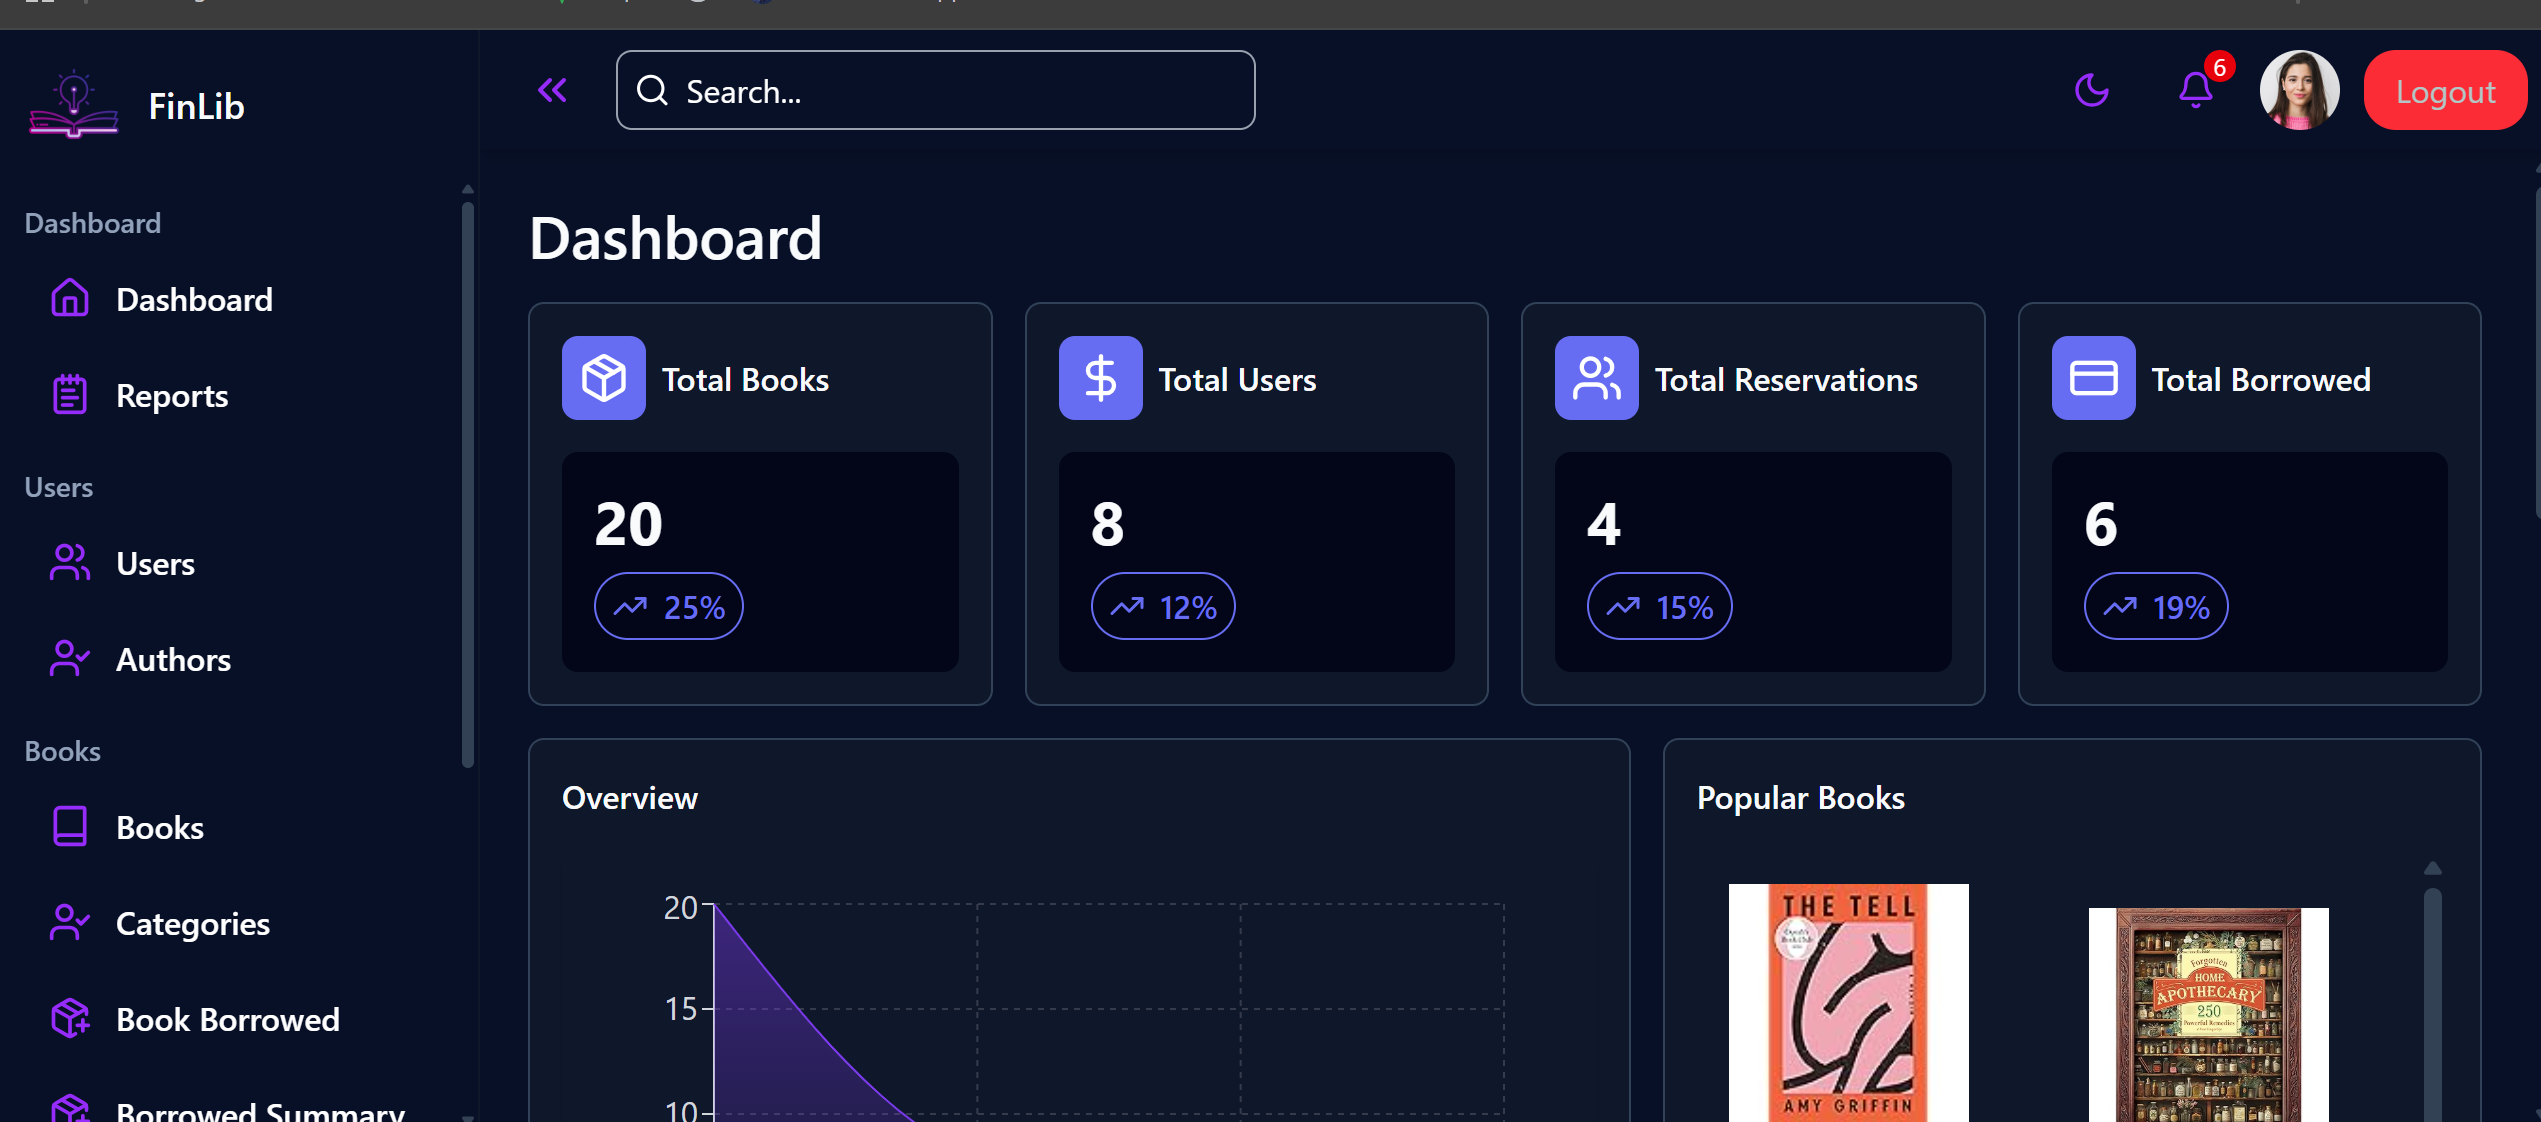 FinLib
Search...
6
Logout
Dashboard
Dashboard
Reports
Users
Users
Authors
Books
Books
Categories
Book Borrowed
Borrowed Summary
Dashboard
Total Books
20
25%
Total Users
8
12%
Total Reservations
4
15%
Total Borrowed
6
19%
Overview
20
15
10
Popular Books
THE TELL
AMY GRIFFIN
Forgotten
HOME
APOTHECARY
250
Powerful Remedies